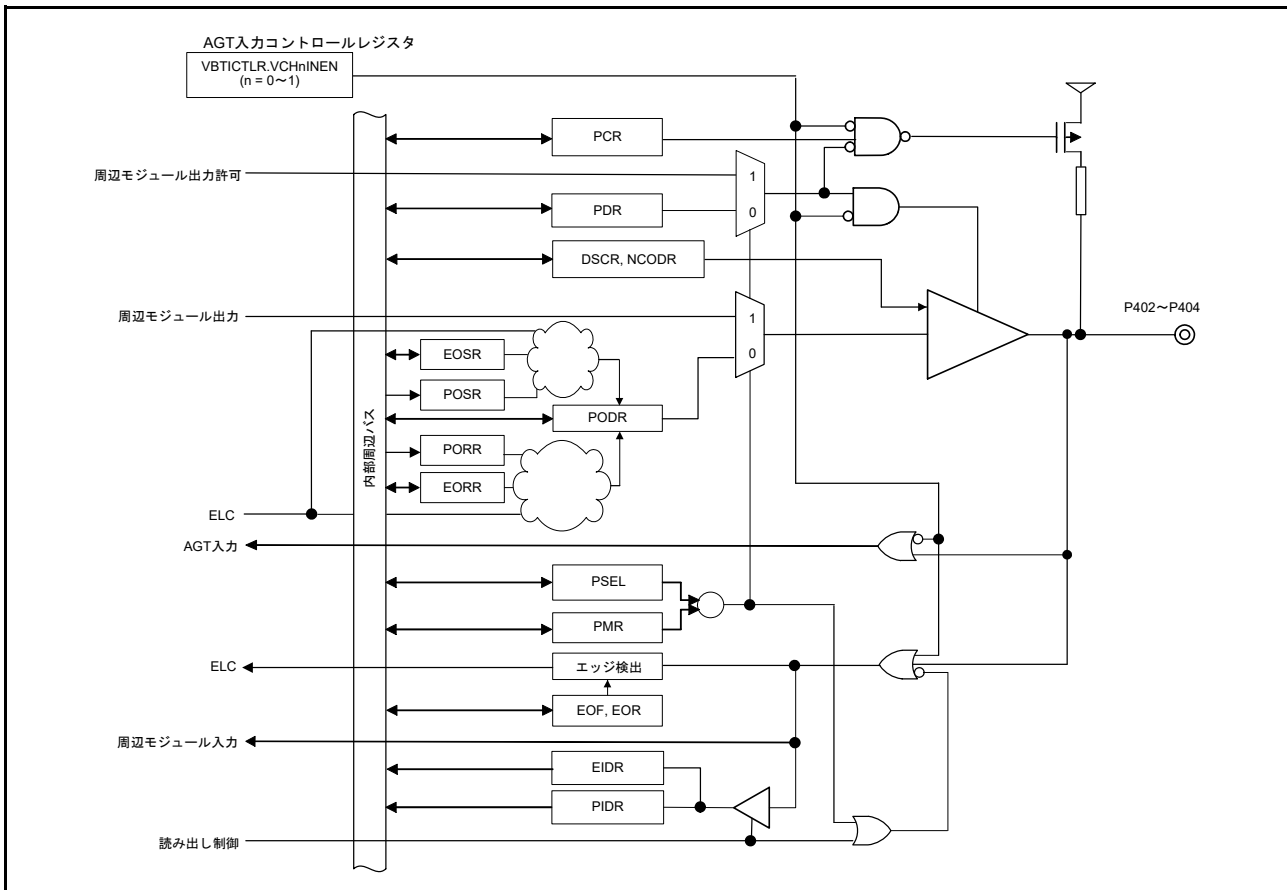 AGT入力コントロールレジスタ
VBTICTLR.VCHnINEN
(n = 0～1)
PCR
周辺モジュール出力許可
1
PDR
0
DSCR, NCODR
P402～P404
周辺モジュール出力
1
EOSR
0
POSR
PODR
内部周辺バス
PORR
EORR
ELC
AGT入力
PSEL
PMR
ELC
エッジ検出
EOF, EOR
周辺モジュール入力
EIDR
PIDR
読み出し制御